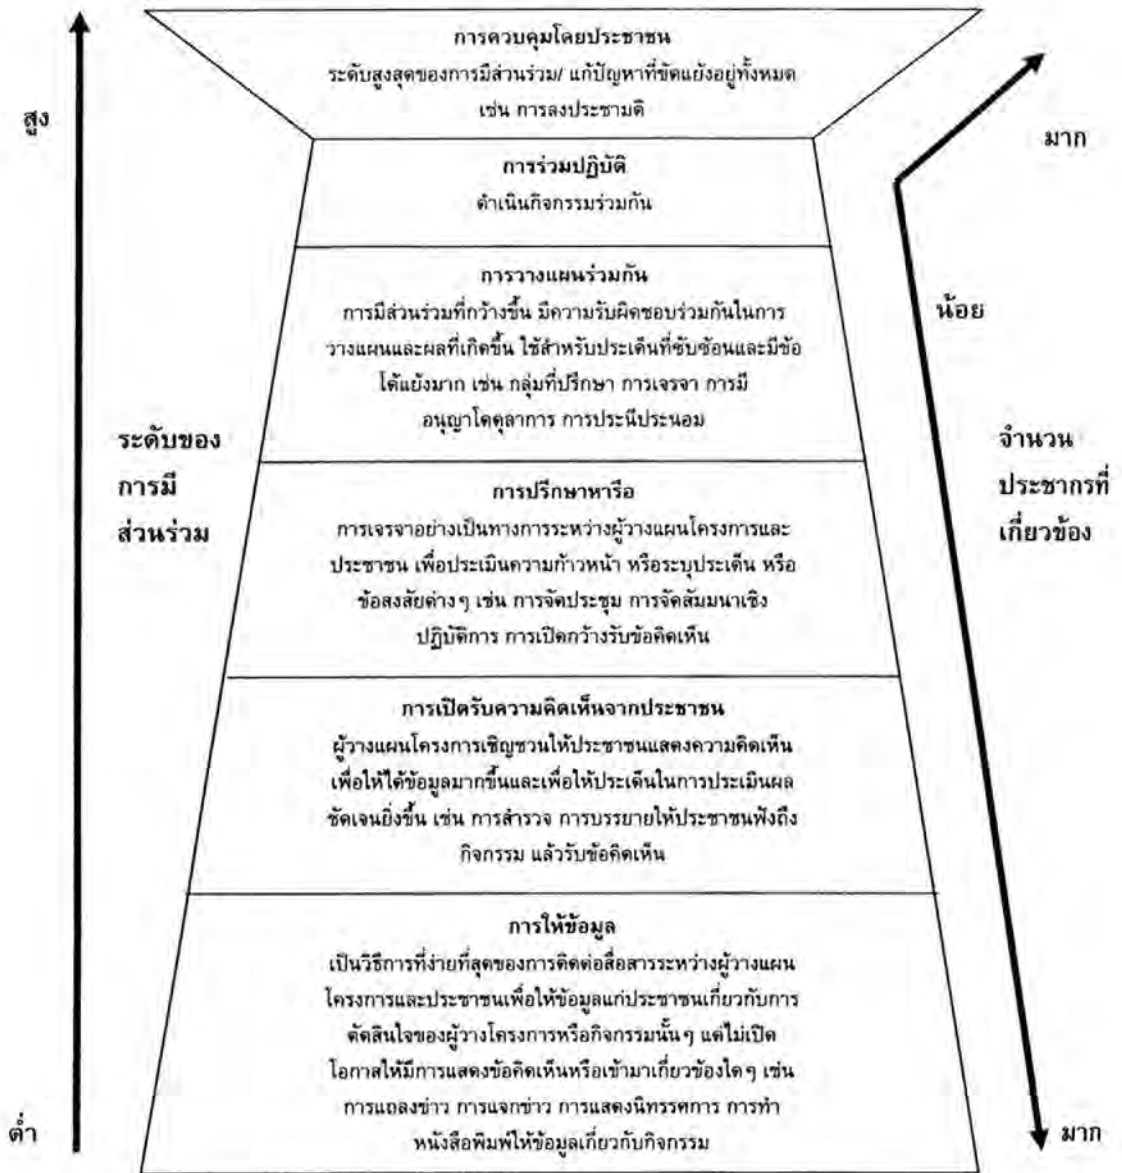 การควบคุมโดยประชาชน
ระดับสูงสุดของการมีส่วนร่วม/ แก้ปัญหาที่ขัดแย้งอยู่ทั้งหมด
เช่น การลงประชามติ
สูง
มาก
การร่วมปฏิบัติ
ดำเนินกิจกรรมร่วมกัน
การวางแผนร่วมกัน
การมีส่วนร่วมที่กว้างขึ้น มีความรับผิดชอบร่วมกันในการ
วางแผนและผลที่เกิดขึ้น ใช้สำหรับประเด็นที่ซับซ้อนและมีข้อ
โต้แย้งมาก เช่น กลุ่มที่ปรึกษา การเจรจา การมี
อนุญาโตตุลาการ การประนีประนอม
น้อย
ระดับของ
การมี
ส่วนร่วม
จำนวน
ประชากรที่
เกี่ยวข้อง
การปรึกษาหารือ
การเจรจาอย่างเป็นทางการระหว่างผู้วางแผนโครงการและ
ประชาชน เพื่อประเมินความก้าวหน้า หรือระบุประเด็น หรือ
ข้อสงสัยต่างๆ เช่น การจัดประชุม การจัดสัมมนาเชิง
ปฏิบัติการ การเปิดกว้างรับข้อคิดเห็น
การเปิดรับความคิดเห็นจากประชาชน
ผู้วางแผนโครงการเชิญชวนให้ประชาชนแสดงความคิดเห็น
เพื่อให้ได้ข้อมูลมากขึ้นและเพื่อให้ประเด็นในการประเมินผล
ชัดเจนยิ่งขึ้น เช่น การสำรวจ การบรรยายให้ประชาชนฟังถึง
กิจกรรม แล้วรับข้อคิดเห็น
การให้ข้อมูล
เป็นวิธีการที่ง่ายที่สุดของการติดต่อสื่อสารระหว่างผู้วางแผน
โครงการและประชาชนเพื่อให้ข้อมูลแก่ประชาชนเกี่ยวกับการ
ตัดสินใจของผู้วางโครงการหรือกิจกรรมนั้นๆ แต่ไม่เปิด
โอกาสให้มีการแสดงข้อคิดเห็นหรือเข้ามาเกี่ยวข้องใดๆ เช่น
การแถลงข่าว การแจกข่าว การแสดงนิทรรศการ การทำ
หนังสือพิมพ์ให้ข้อมูลเกี่ยวกับกิจกรรม
ต่ำ
มาก